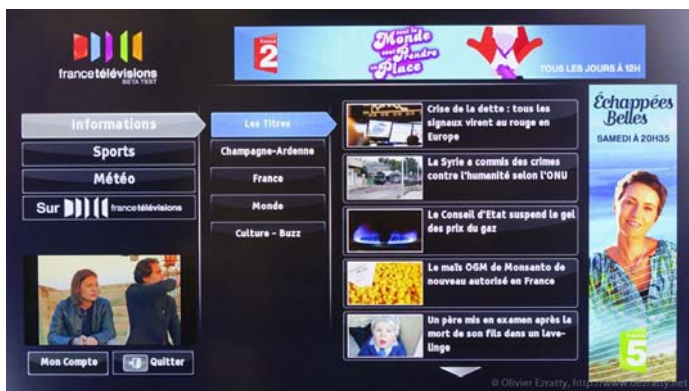 francetélévisions
BETA TEST
france
2
tout le
Monde
veut Prendre
sa Place
TOUS LES JOURS À 12H
Informations
Sports
Météo
Sur francetélévisions
Mon Compte
Quitter
Les Titres
Champagne-Ardenne
France
Monde
Culture - Buzz
Crise de la dette : tous les
signaux virent au rouge en
Europe
La Syrie a commis des crimes
contre l'humanité selon l'ONU
Le Conseil d'Etat suspend le gel
des prix du gaz
Le maïs OGM de Monsanto de
nouveau autorisé en France
Un père mis en examen après la
mort de son fils dans un lave-
linge
Échappées
Belles
SAMEDI À 20H35
france
5
© Olivier Ezratty, http://www.oezratty.net